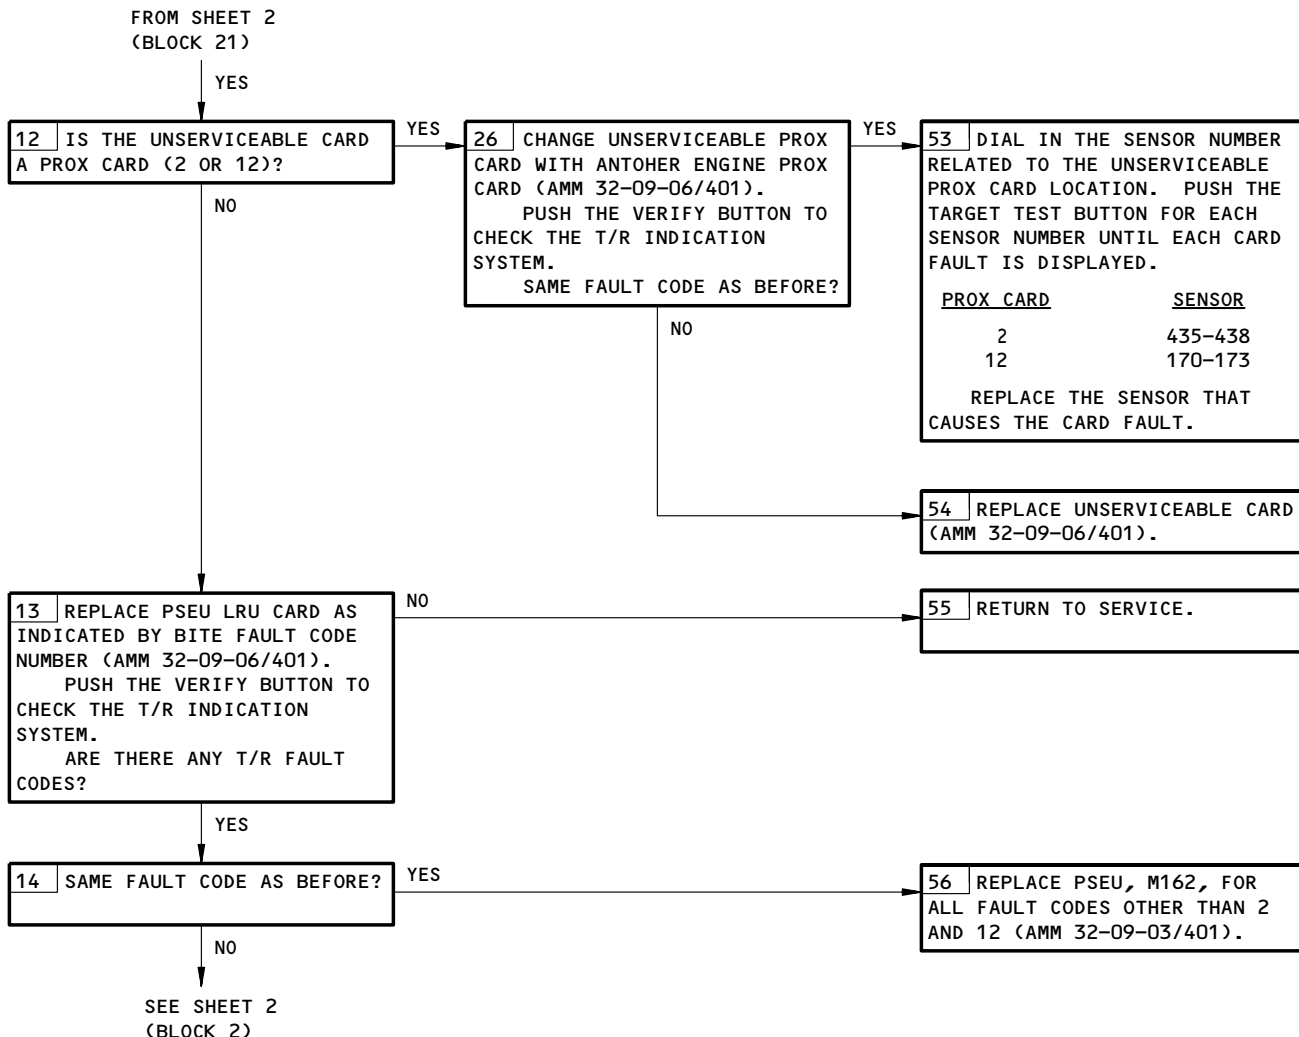 FROM SHEET 2
(BLOCK 21)
YES
12 IS THE UNSERVICEABLE CARD
A PROX CARD (2 OR 12)?
YES
NO
26 CHANGE UNSERVICEABLE PROX
CARD WITH ANTOHER ENGINE PROX
CARD (AMM 32-09-06/401).
PUSH THE VERIFY BUTTON TO
CHECK THE T/R INDICATION
SYSTEM.
SAME FAULT CODE AS BEFORE?
YES
NO
53 DIAL IN THE SENSOR NUMBER
RELATED TO THE UNSERVICEABLE
PROX CARD LOCATION. PUSH THE
TARGET TEST BUTTON FOR EACH
SENSOR NUMBER UNTIL EACH CARD
FAULT IS DISPLAYED.
PROX CARD SENSOR
2 435-438
12 170-173
REPLACE THE SENSOR THAT
CAUSES THE CARD FAULT.
54 REPLACE UNSERVICEABLE CARD
(AMM 32-09-06/401).
13 REPLACE PSEU LRU CARD AS
INDICATED BY BITE FAULT CODE
NUMBER (AMM 32-09-06/401).
PUSH THE VERIFY BUTTON TO
CHECK THE T/R INDICATION
SYSTEM.
ARE THERE ANY T/R FAULT
CODES?
NO
55 RETURN TO SERVICE.
YES
14 SAME FAULT CODE AS BEFORE?
YES
56 REPLACE PSEU, M162, FOR
ALL FAULT CODES OTHER THAN 2
AND 12 (AMM 32-09-03/401).
NO
SEE SHEET 2
(BLOCK 2)